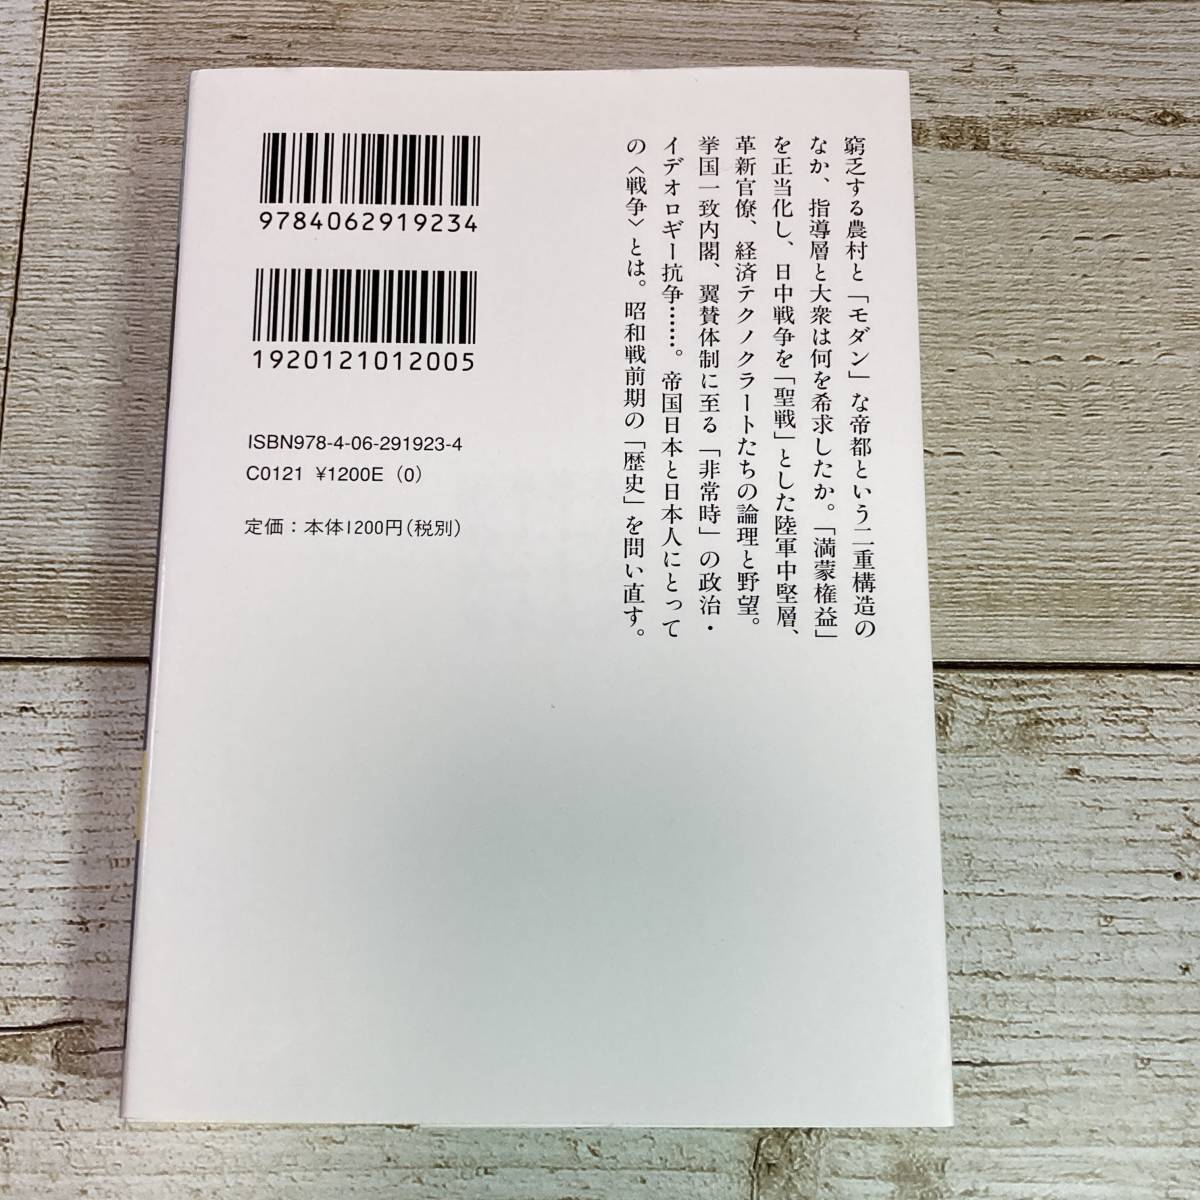 窮乏する農村と「モダン」な帝都という二重構造の
なか、指導層と大衆は何を希求したか。「満蒙権益」
を正当化し、日中戦争を「聖戦」とした陸軍中堅層、
革新官僚、経済テクノクラートたちの論理と野望。
挙国一致内閣、翼賛体制に至る「非常時」の政治・
イデオロギー抗争……。帝国日本と日本人にとって
の〈戦争〉とは。昭和戦前期の「歴史」を問い直す。
9784062919234
1920121012005
ISBN978-4-06-291923-4
C0121 ¥1200E (0)
定価：本体1200円(税別)